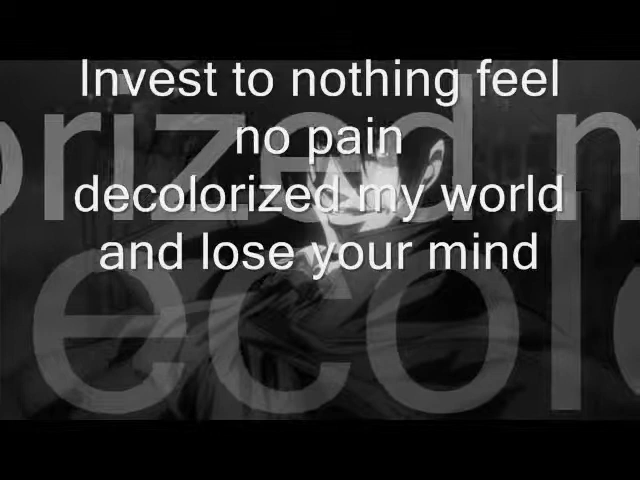 Invest to nothing feel
no pain
decolorized my world
and lose your mind
orized m
ecolo